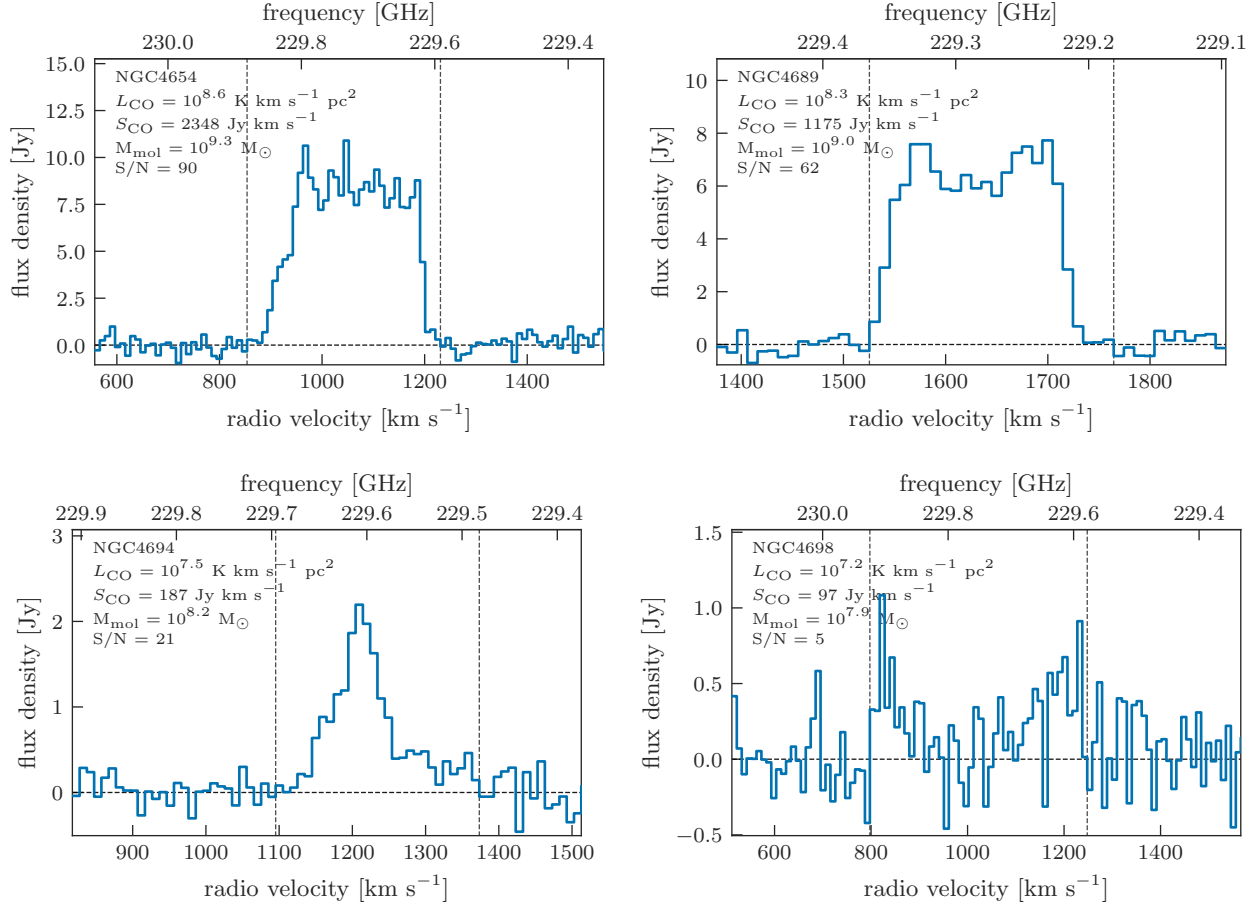 frequency [GHz]
230.0 229.8 229.6 229.4
15.0
12.5
10.0
7.5
5.0
2.5
0.0
flux density [Jy]
NGC4654
L_CO = 10^8.6 K km s^−1 pc^2
S_CO = 2348 Jy km s^−1
M_mol = 10^9.3 M_⊙
S/N = 90
600 800 1000 1200 1400
radio velocity [km s^−1]
frequency [GHz]
229.4 229.3 229.2 229.1
10
8
6
4
2
0
flux density [Jy]
NGC4689
L_CO = 10^8.3 K km s^−1 pc^2
S_CO = 1175 Jy km s^−1
M_mol = 10^9.0 M_⊙
S/N = 62
1400 1500 1600 1700 1800
radio velocity [km s^−1]
frequency [GHz]
229.9 229.8 229.7 229.6 229.5 229.4
3
2
1
0
flux density [Jy]
NGC4694
L_CO = 10^7.5 K km s^−1 pc^2
S_CO = 187 Jy km s^−1
M_mol = 10^8.2 M_⊙
S/N = 21
900 1000 1100 1200 1300 1400 1500
radio velocity [km s^−1]
frequency [GHz]
230.0 229.8 229.6 229.4
1.5
1.0
0.5
0.0
−0.5
flux density [Jy]
NGC4698
L_CO = 10^7.2 K km s^−1 pc^2
S_CO = 97 Jy km s^−1
M_mol = 10^7.9 M_⊙
S/N = 5
600 800 1000 1200 1400
radio velocity [km s^−1]